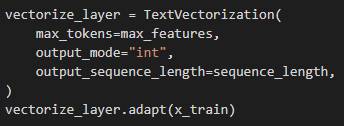 vectorize_layer = TextVectorization(
    max_tokens=max_features,
    output_mode="int",
    output_sequence_length=sequence_length,
)
vectorize_layer.adapt(x_train)